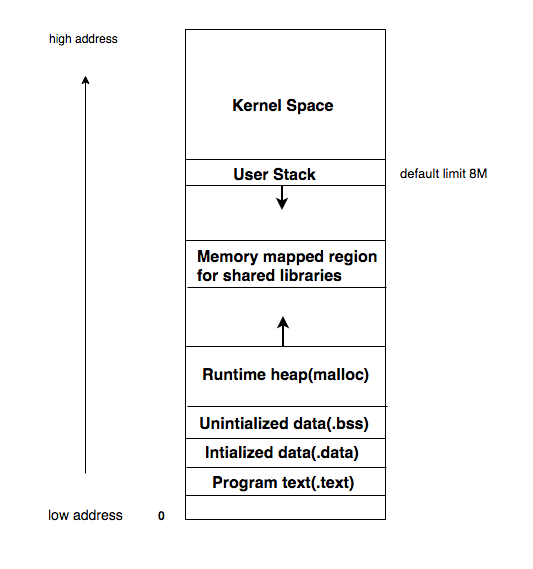 high address
Kernel Space
User Stack
default limit 8M
Memory mapped region
for shared libraries
Runtime heap(malloc)
Unintialized data(.bss)
Intialized data(.data)
Program text(.text)
low address 0